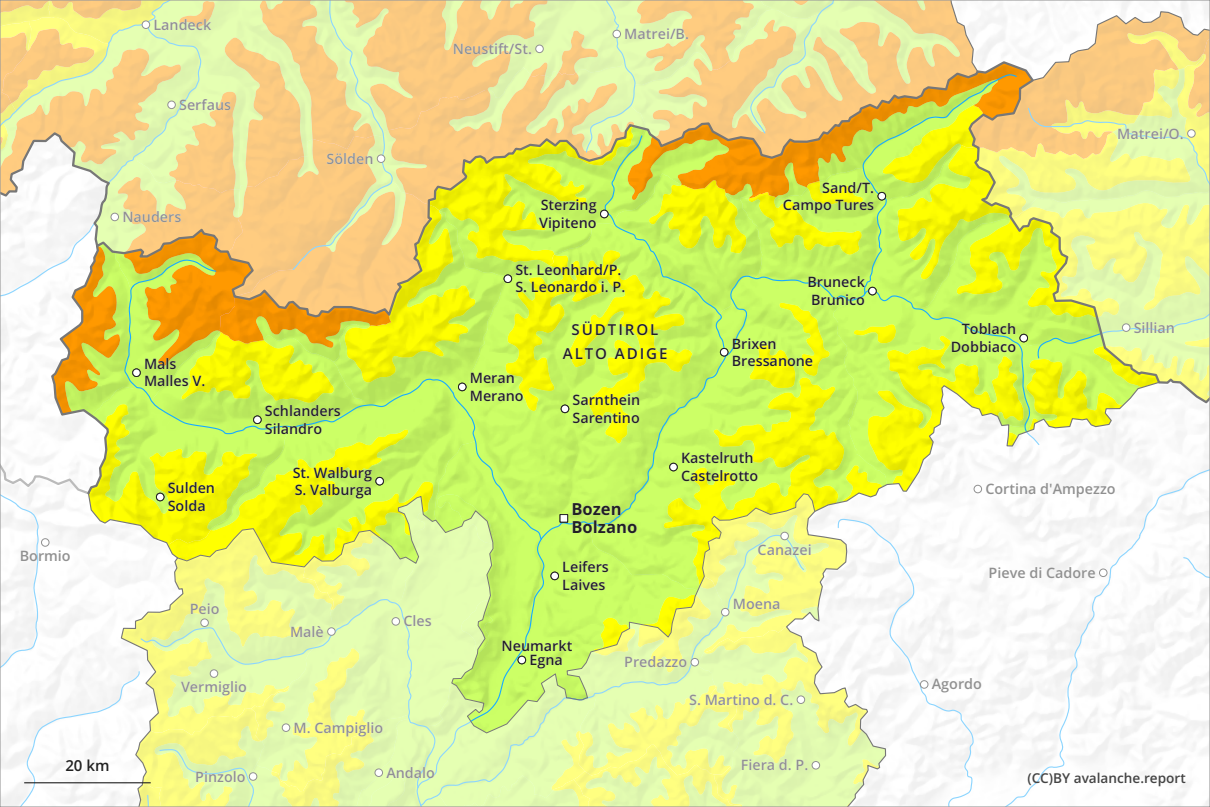 Landeck
Neustift/St.
Matrei/B.
Serfaus
Matrei/O.
Sölden
Sand/T.
Campo Tures
Nauders
Sterzing
Vipiteno
St. Leonhard/P.
S. Leonardo i. P.
Bruneck
Brunico
SÜDTIROL
ALTO ADIGE
Toblach
Dobbiaco
Sillian
Brixen
Bressanone
Mals
Malles V.
Meran
Merano
Sarnthein
Sarentino
Schlanders
Silandro
Kastelruth
Castelrotto
St. Walburg
S. Valburga
Sulden
Solda
Cortina d'Ampezzo
Bozen
Bolzano
Bormio
Canazei
Leifers
Laives
Pieve di Cadore
Peio
Moena
Malè
Cles
Neumarkt
Egna
Predazzo
Vermiglio
Agordo
S. Martino d. C.
M. Campiglio
20 km
Pinzolo
Andalo
Fiera d. P.
(CC)BY avalanche.report